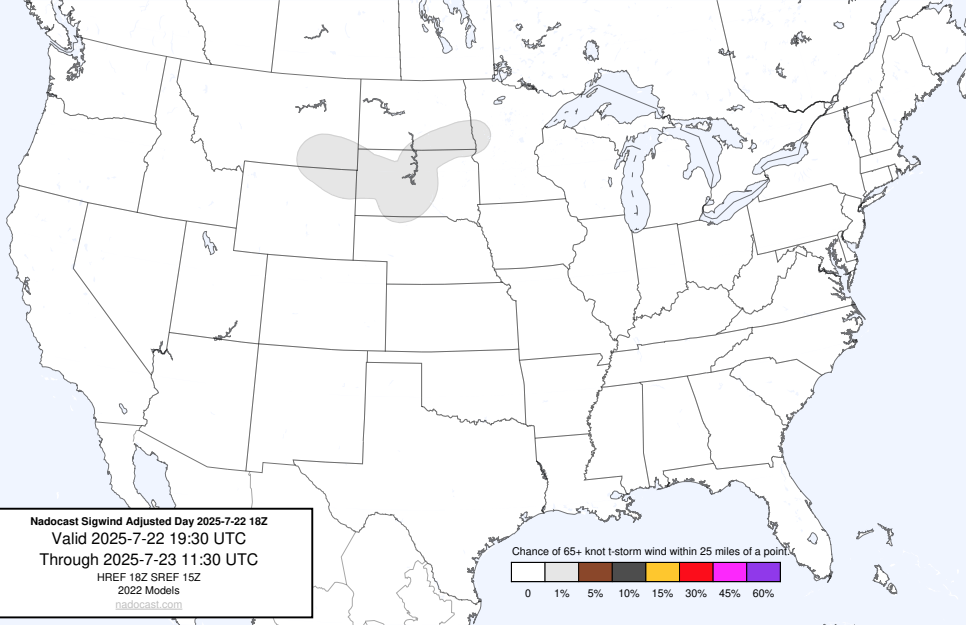 Nadocast Sigwind Adjusted Day 2025-7-22 18Z
Valid 2025-7-22 19:30 UTC
Through 2025-7-23 11:30 UTC
HREF 18Z SREF 15Z
2022 Models
nadocast.com
Chance of 65+ knot t-storm wind within 25 miles of a point.
0 1% 5% 10% 15% 30% 45% 60%